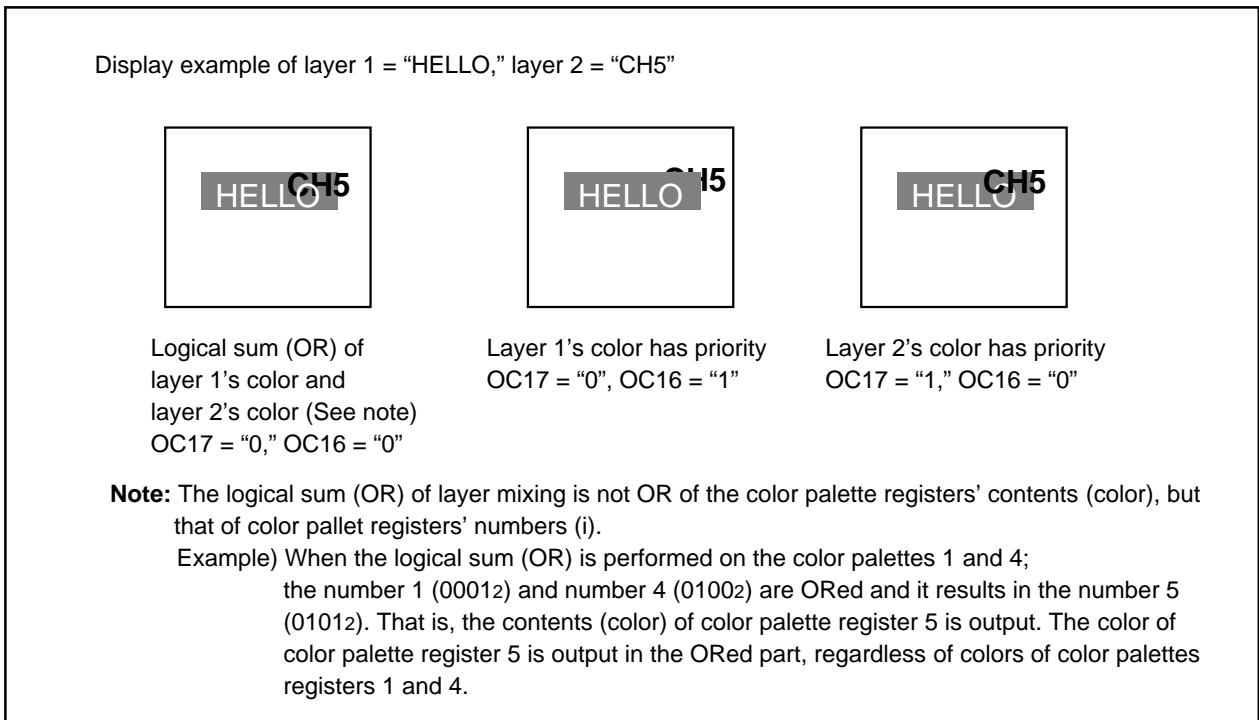 Display example of layer 1 = “HELLO,” layer 2 = “CH5”
HELLO CH5
HELLO H5
HELLO CH5
Logical sum (OR) of
layer 1’s color and
layer 2’s color (See note)
OC17 = “0,” OC16 = “0”
Layer 1’s color has priority
OC17 = “0”, OC16 = “1”
Layer 2’s color has priority
OC17 = “1,” OC16 = “0”
Note: The logical sum (OR) of layer mixing is not OR of the color palette registers’ contents (color), but
that of color pallet registers’ numbers (i).
Example) When the logical sum (OR) is performed on the color palettes 1 and 4;
the number 1 (00012) and number 4 (01002) are ORed and it results in the number 5
(01012). That is, the contents (color) of color palette register 5 is output. The color of
color palette register 5 is output in the ORed part, regardless of colors of color palettes
registers 1 and 4.